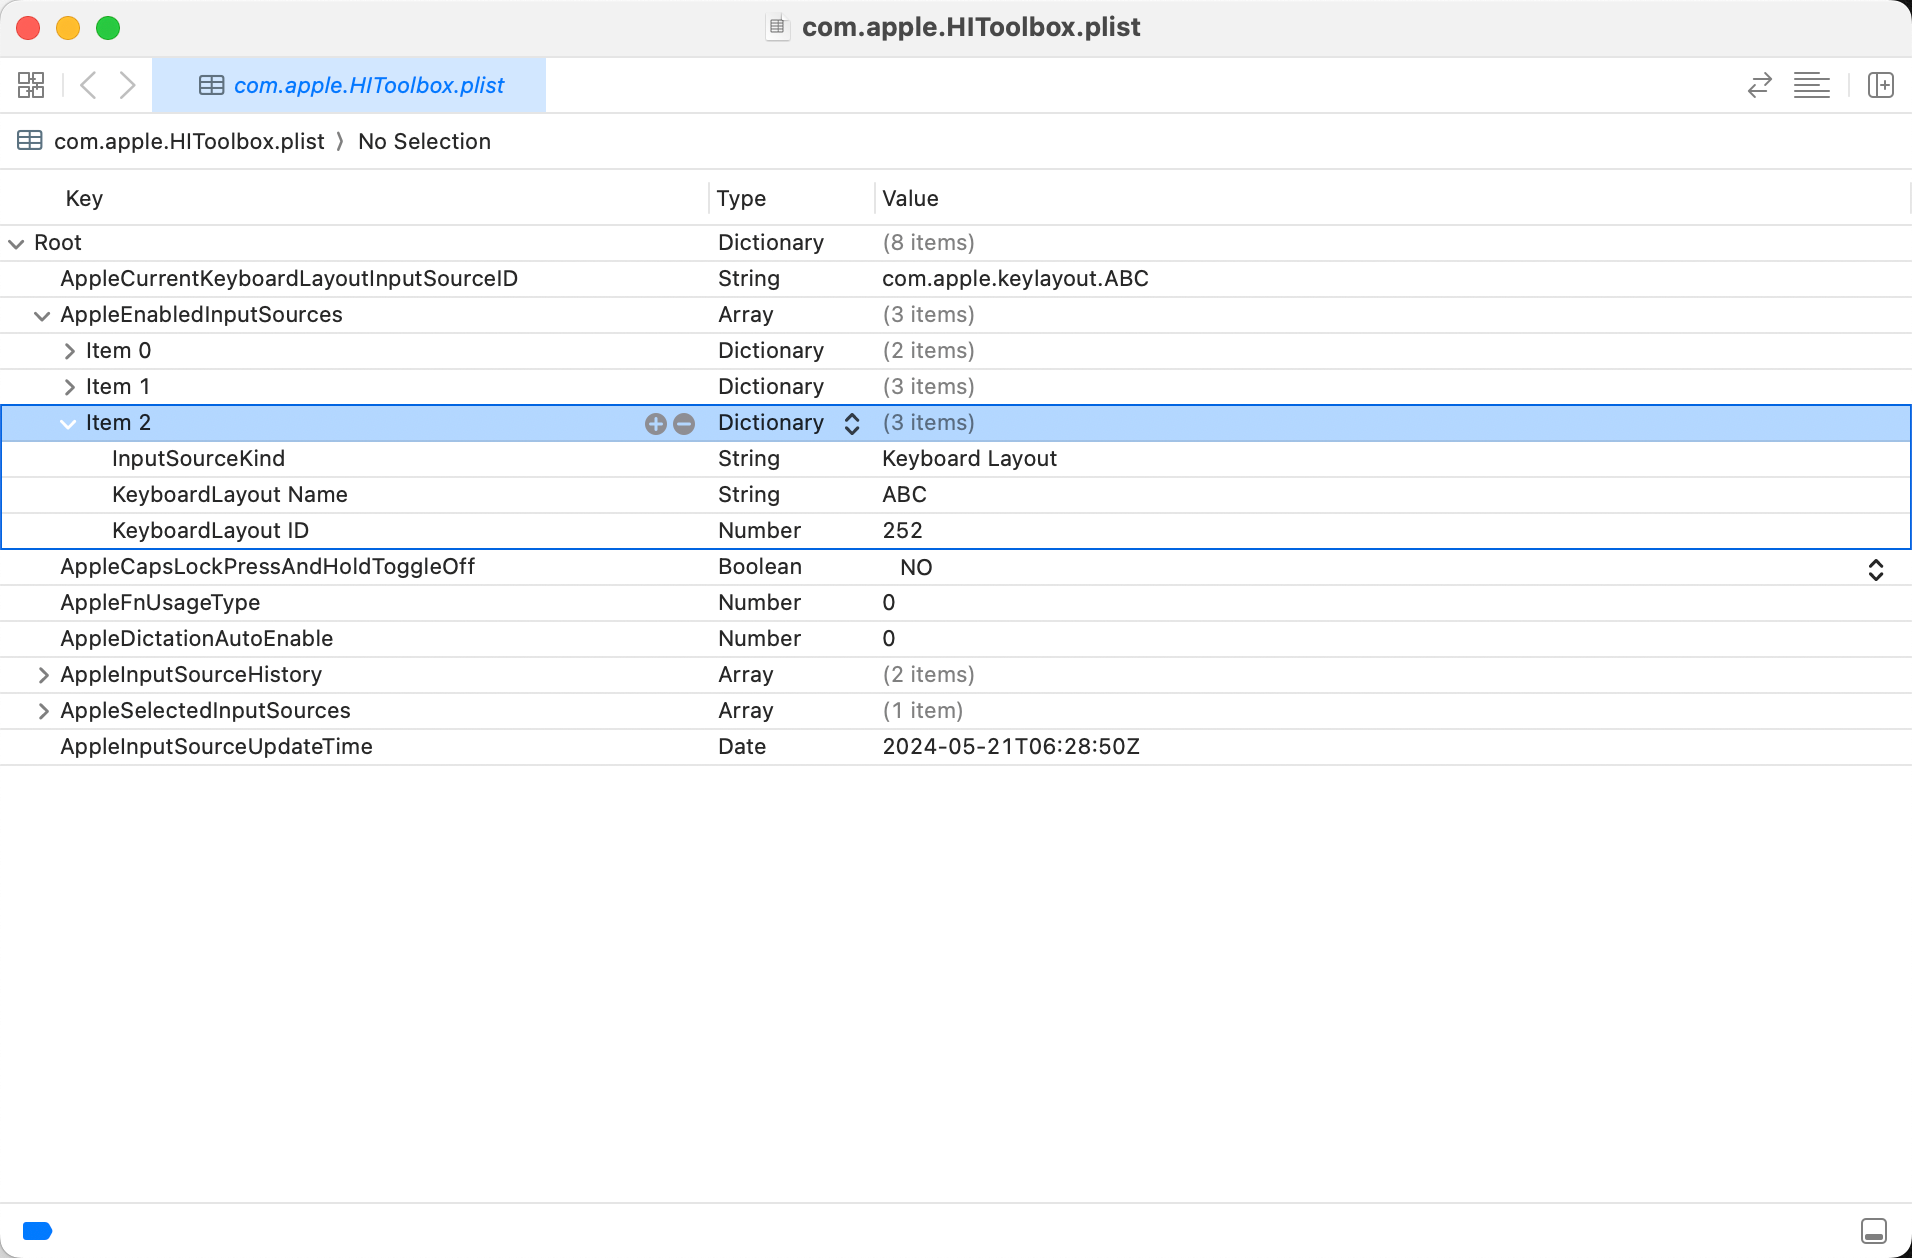 com.apple.HIToolbox.plist
com.apple.HIToolbox.plist
com.apple.HIToolbox.plist 〉 No Selection
Key Type Value
Root Dictionary (8 items)
AppleCurrentKeyboardLayoutInputSourceID String com.apple.keylayout.ABC
AppleEnabledInputSources Array (3 items)
Item 0 Dictionary (2 items)
Item 1 Dictionary (3 items)
Item 2 Dictionary (3 items)
InputSourceKind String Keyboard Layout
KeyboardLayout Name String ABC
KeyboardLayout ID Number 252
AppleCapsLockPressAndHoldToggleOff Boolean NO
AppleFnUsageType Number 0
AppleDictationAutoEnable Number 0
AppleInputSourceHistory Array (2 items)
AppleSelectedInputSources Array (1 item)
AppleInputSourceUpdateTime Date 2024-05-21T06:28:50Z